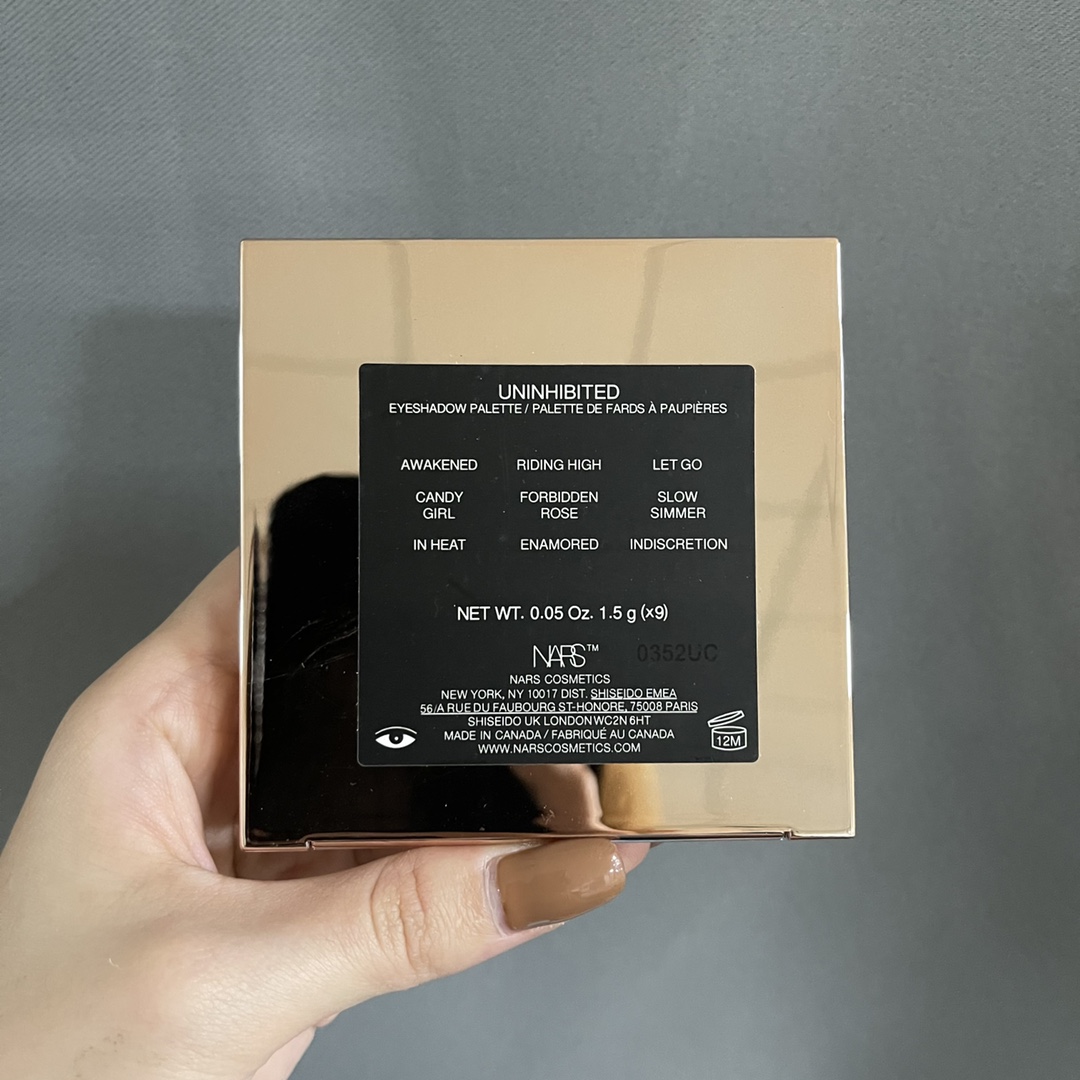 UNINHIBITED
EYESHADOW PALETTE / PALETTE DE FARDS À PAUPIÈRES
AWAKENED RIDING HIGH LET GO
CANDY GIRL FORBIDDEN ROSE SLOW SIMMER
IN HEAT ENAMORED INDISCRETION
NET WT. 0.05 Oz. 1.5 g (×9)
NARS™ 0352UC
NARS COSMETICS
NEW YORK, NY 10017 DIST. SHISEIDO EMEA
56/A RUE DU FAUBOURG ST-HONORE, 75008 PARIS
SHISEIDO UK LONDON WC2N 6HT
MADE IN CANADA / FABRIQUÉ AU CANADA
WWW.NARSCOSMETICS.COM
12M